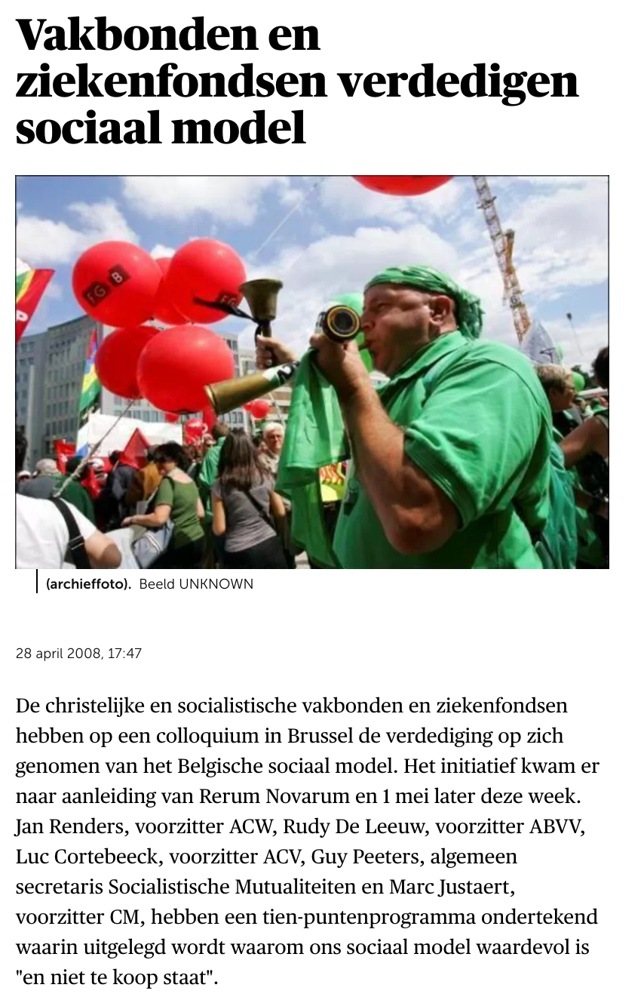 Vakbonden en
ziekenfondsen verdedigen
sociaal model
FG B
FG
P
(archieffoto). Beeld UNKNOWN
28 april 2008, 17:47
De christelijke en socialistische vakbonden en ziekenfondsen
hebben op een colloquium in Brussel de verdediging op zich
genomen van het Belgische sociaal model. Het initiatief kwam er
naar aanleiding van Rerum Novarum en 1 mei later deze week.
Jan Renders, voorzitter ACW, Rudy De Leeuw, voorzitter ABVV,
Luc Cortebeeck, voorzitter ACV, Guy Peeters, algemeen
secretaris Socialistische Mutualiteiten en Marc Justaert,
voorzitter CM, hebben een tien-puntenprogramma ondertekend
waarin uitgelegd wordt waarom ons sociaal model waardevol is
"en niet te koop staat".